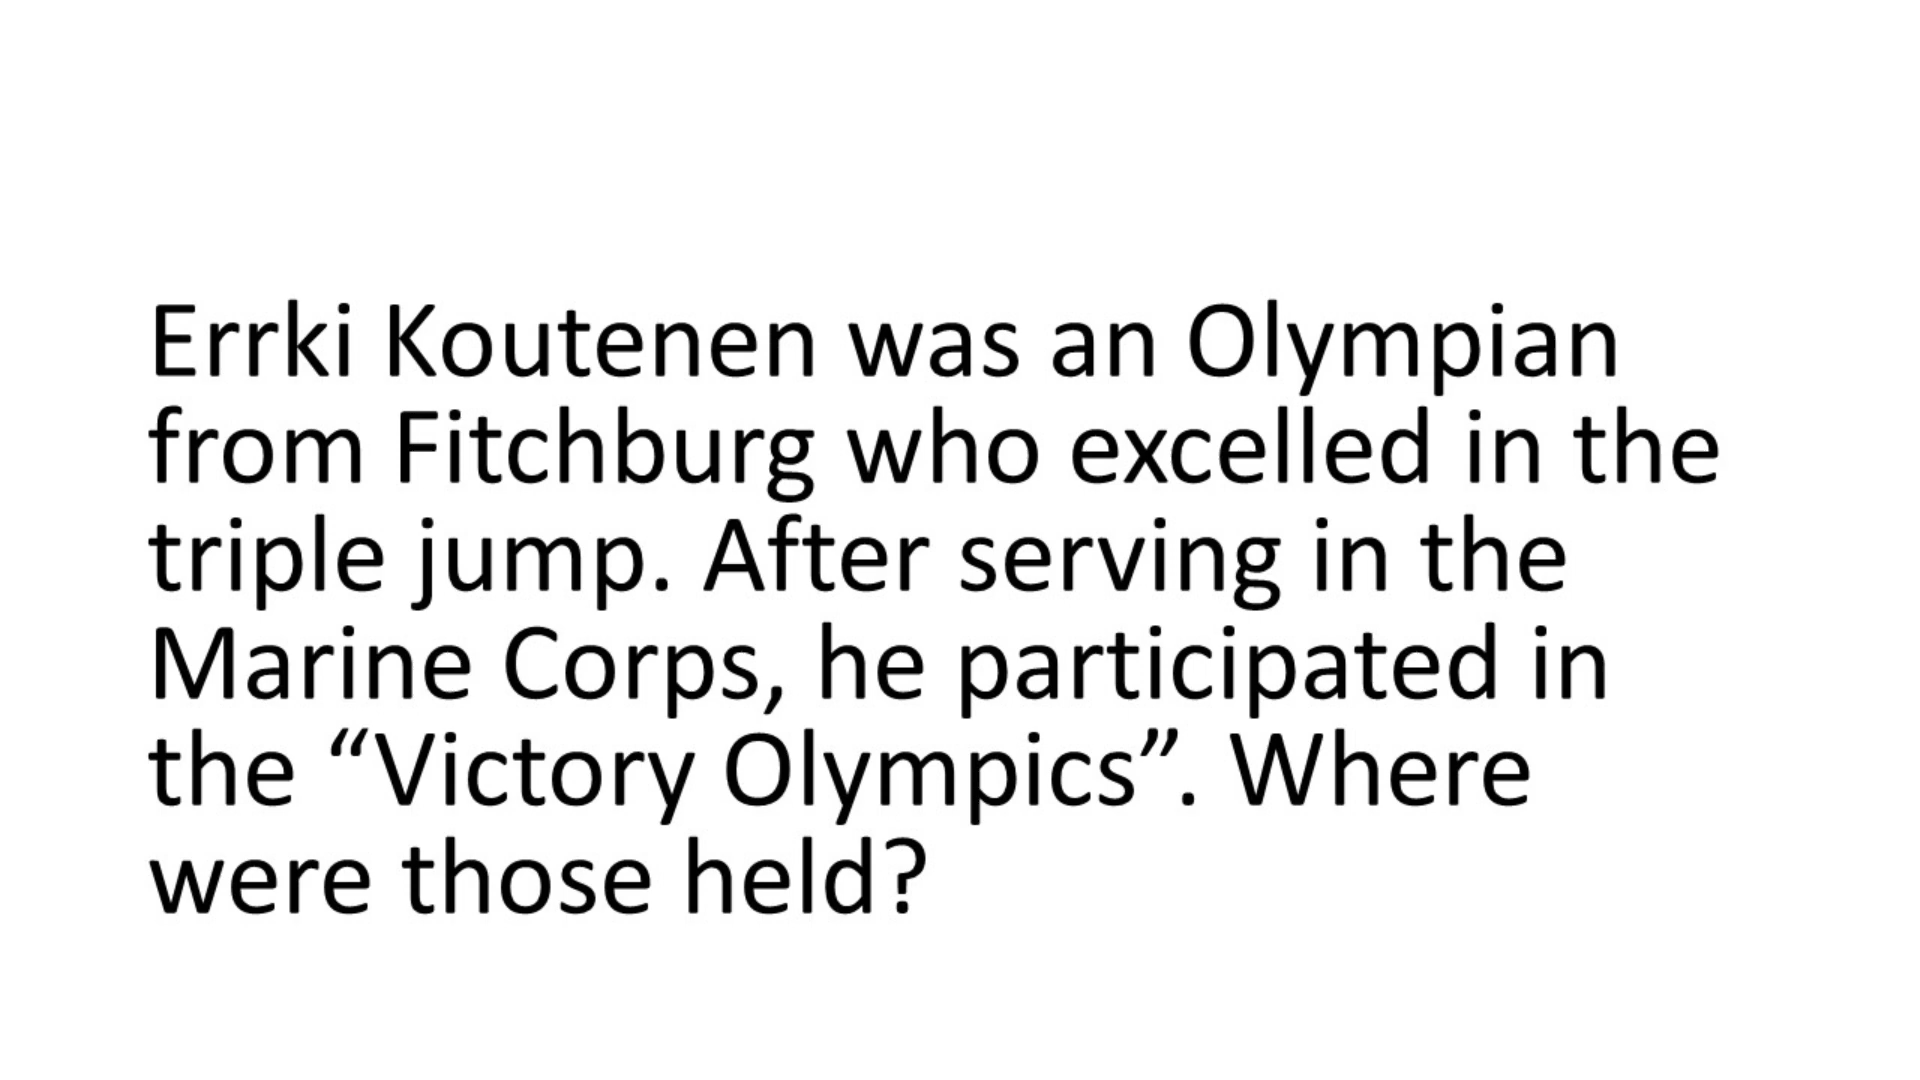 Errki Koutenen was an Olympian
from Fitchburg who excelled in the
triple jump. After serving in the
Marine Corps, he participated in
the “Victory Olympics”. Where
were those held?